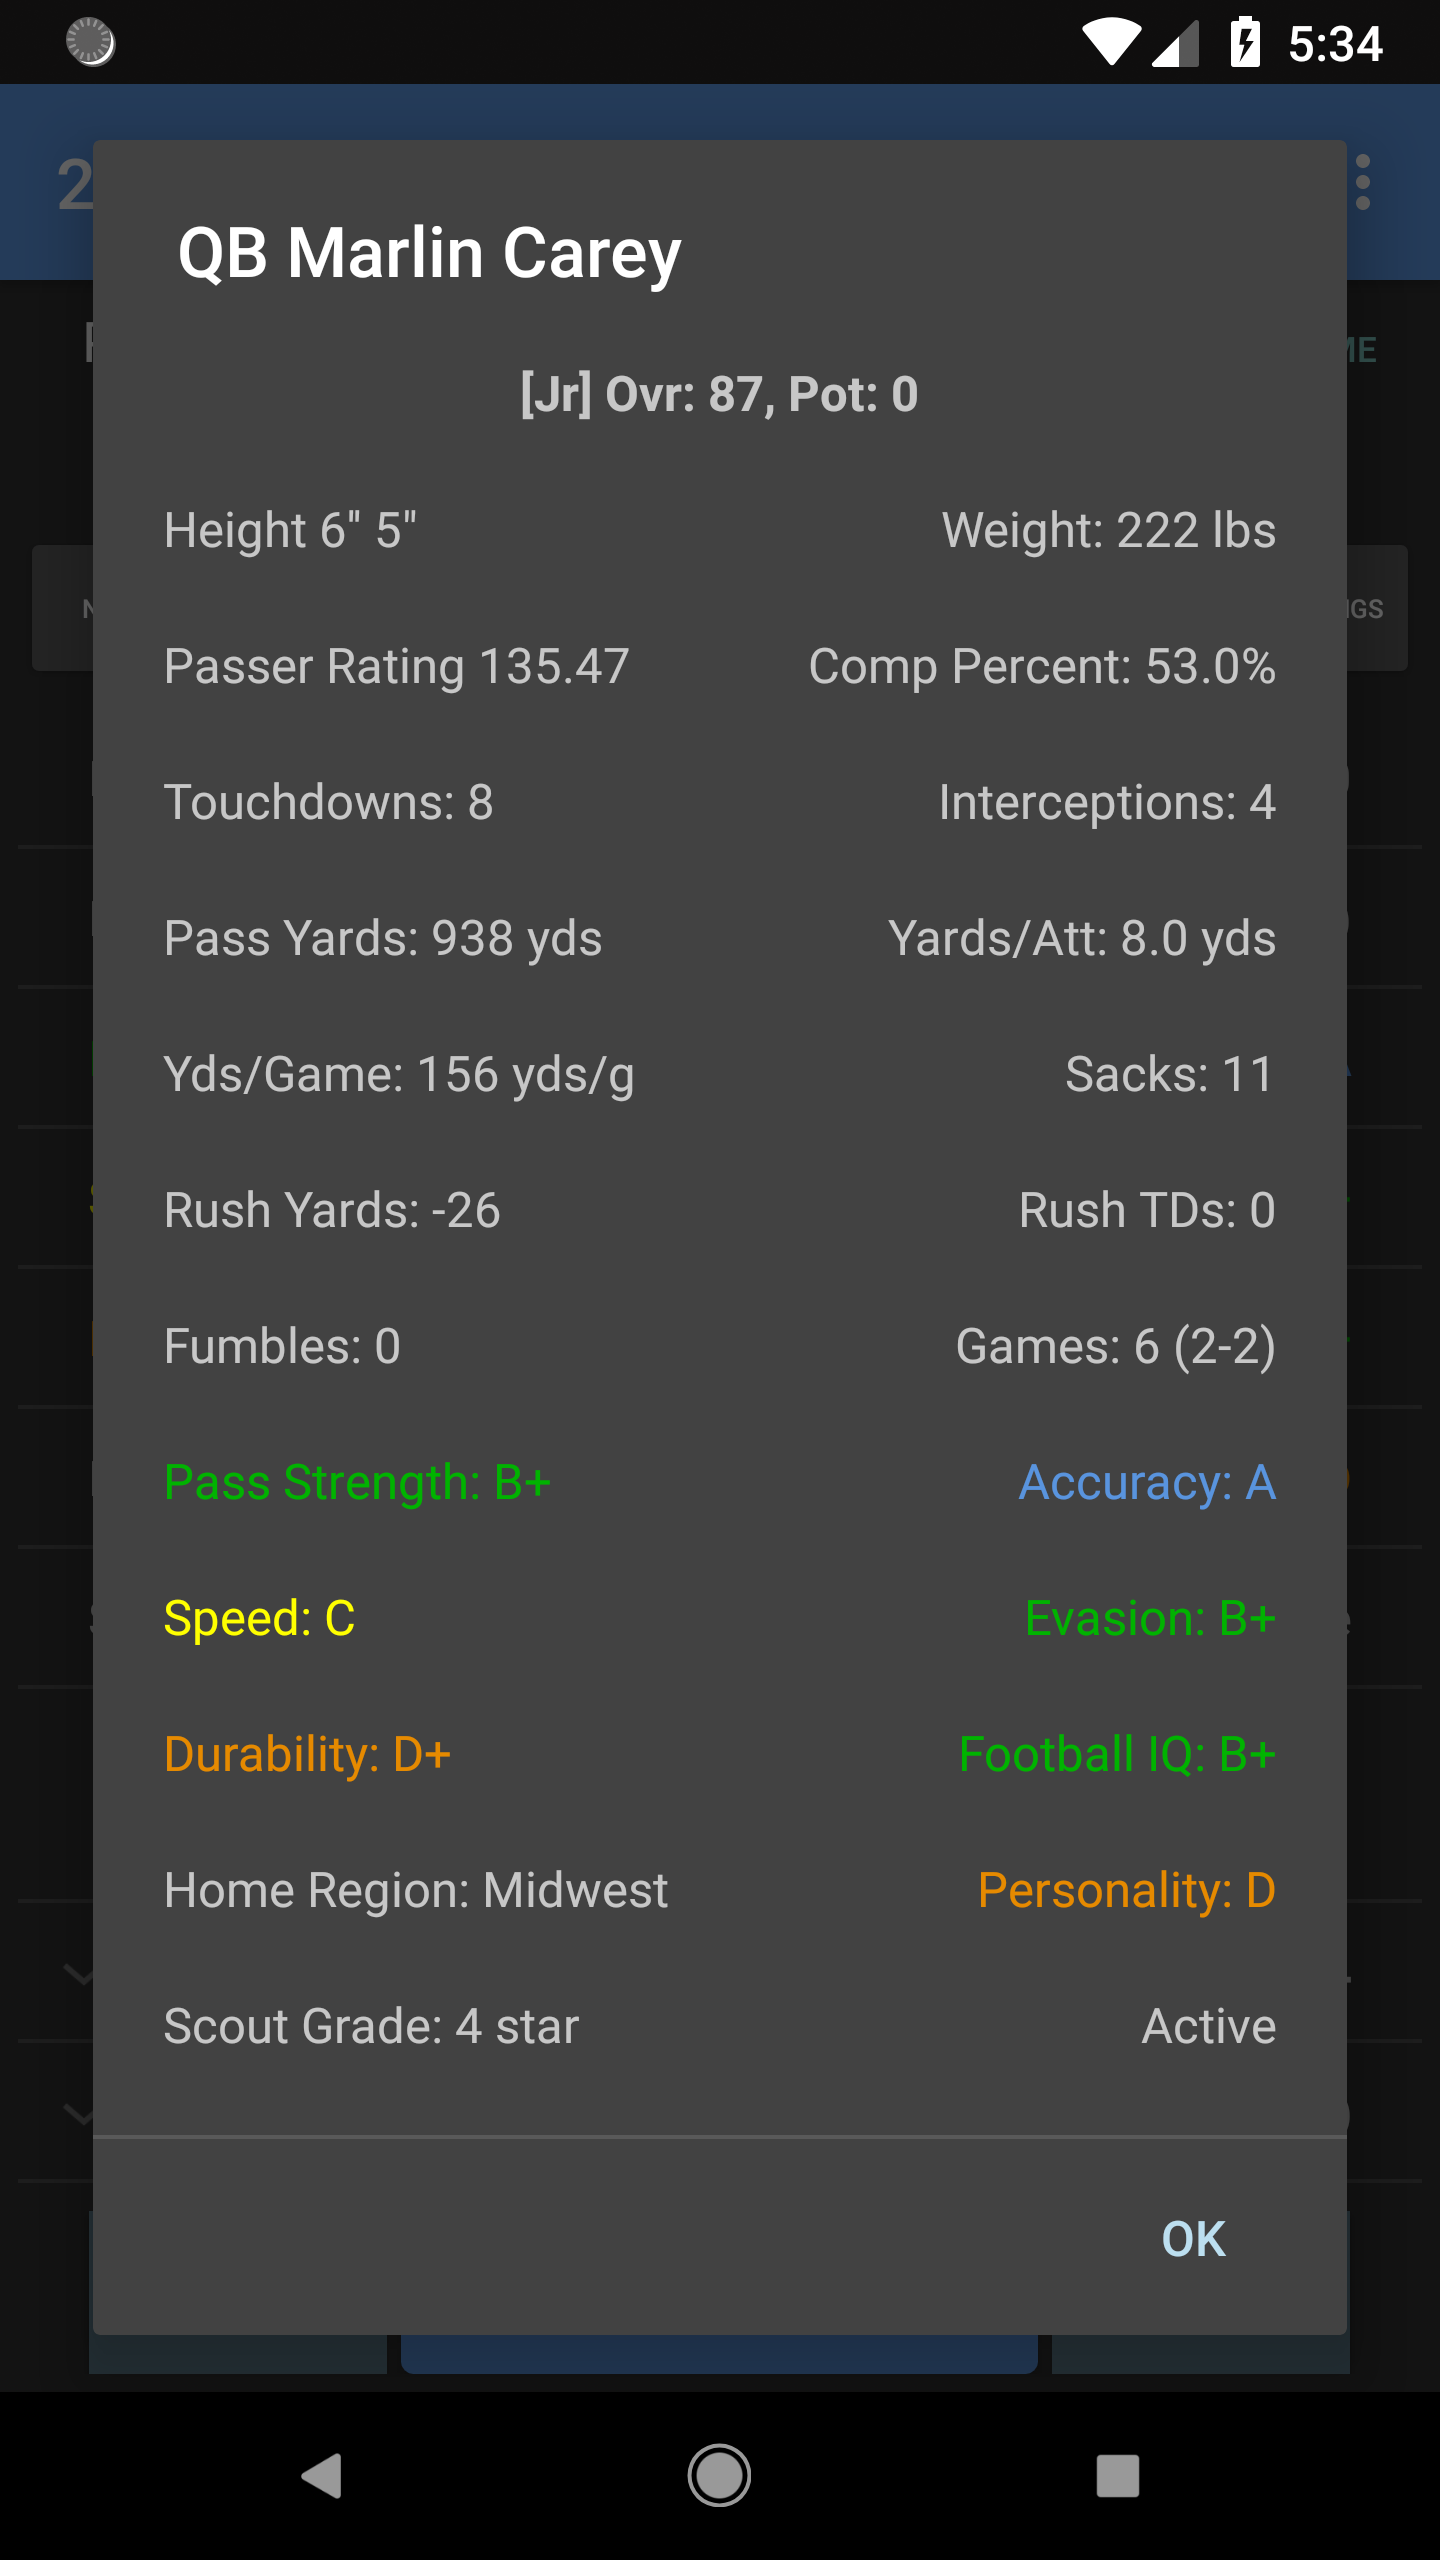 5:34
2
QB Marlin Carey
[Jr] Ovr: 87, Pot: 0
Height 6" 5"
Weight: 222 lbs
Passer Rating 135.47
Comp Percent: 53.0%
Touchdowns: 8
Interceptions: 4
Pass Yards: 938 yds
Yards/Att: 8.0 yds
Yds/Game: 156 yds/g
Sacks: 11
Rush Yards: -26
Rush TDs: 0
Fumbles: 0
Games: 6 (2-2)
Pass Strength: B+
Accuracy: A
Speed: C
Evasion: B+
Durability: D+
Football IQ: B+
Home Region: Midwest
Personality: D
Scout Grade: 4 star
Active
OK